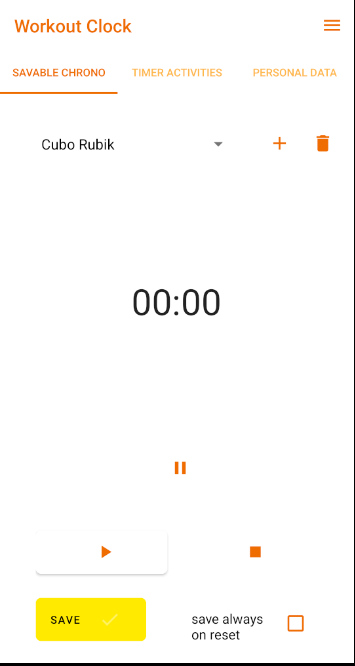 Workout Clock
SAVABLE CHRONO TIMER ACTIVITIES PERSONAL DATA
Cubo Rubik
00:00
SAVE
save always
on reset